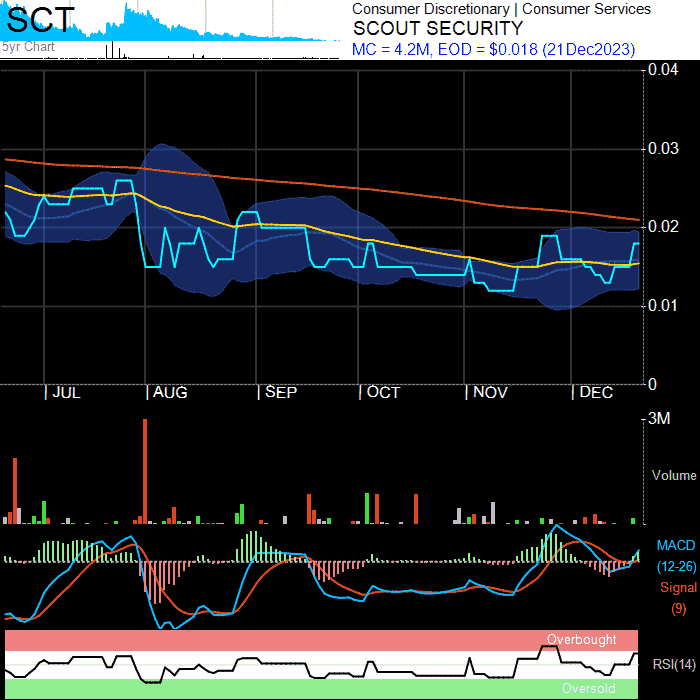 SCT
5yr Chart
Consumer Discretionary | Consumer Services
SCOUT SECURITY
MC = 4.2M, EOD = $0.018 (21Dec2023)
0.04
0.03
0.02
0.01
0
| JUL | AUG | SEP | OCT | NOV | DEC
3M
Volume
MACD
(12-26)
Signal
(9)
Overbought
RSI(14)
Oversold